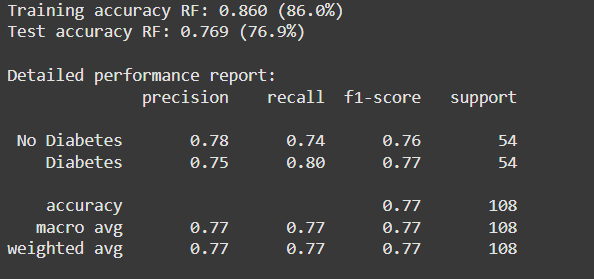 Training accuracy RF: 0.860 (86.0%)
Test accuracy RF: 0.769 (76.9%)
Detailed performance report:
precision recall f1-score support
No Diabetes 0.78 0.74 0.76 54
Diabetes 0.75 0.80 0.77 54
accuracy 0.77 108
macro avg 0.77 0.77 0.77 108
weighted avg 0.77 0.77 0.77 108